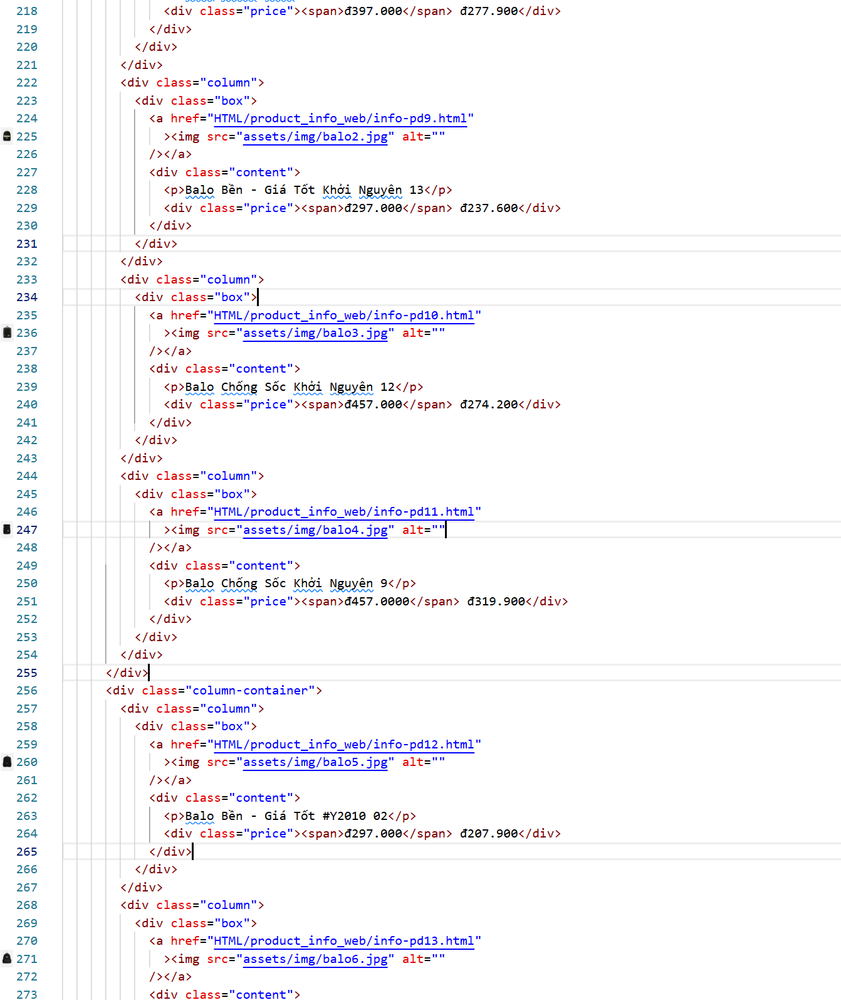 218 <div class="price"><span>đ397.000</span> đ277.900</div>
219 </div>
220 </div>
221 </div>
222 <div class="column">
223 <div class="box">
224 <a href="HTML/product_info_web/info-pd9.html"
225 ><img src="assets/img/balo2.jpg" alt=""
226 /></a>
227 <div class="content">
228 <p>Balo Bền - Giá Tốt Khởi Nguyên 13</p>
229 <div class="price"><span>đ297.000</span> đ237.600</div>
230 </div>
231 </div>
232 </div>
233 <div class="column">
234 <div class="box">
235 <a href="HTML/product_info_web/info-pd10.html"
236 ><img src="assets/img/balo3.jpg" alt=""
237 /></a>
238 <div class="content">
239 <p>Balo Chống Sốc Khởi Nguyên 12</p>
240 <div class="price"><span>đ457.000</span> đ274.200</div>
241 </div>
242 </div>
243 </div>
244 <div class="column">
245 <div class="box">
246 <a href="HTML/product_info_web/info-pd11.html"
247 ><img src="assets/img/balo4.jpg" alt=""
248 /></a>
249 <div class="content">
250 <p>Balo Chống Sốc Khởi Nguyên 9</p>
251 <div class="price"><span>đ457.0000</span> đ319.900</div>
252 </div>
253 </div>
254 </div>
255 </div>
256 <div class="column-container">
257 <div class="column">
258 <div class="box">
259 <a href="HTML/product_info_web/info-pd12.html"
260 ><img src="assets/img/balo5.jpg" alt=""
261 /></a>
262 <div class="content">
263 <p>Balo Bền - Giá Tốt #Y2010 02</p>
264 <div class="price"><span>đ297.000</span> đ207.900</div>
265 </div>
266 </div>
267 </div>
268 <div class="column">
269 <div class="box">
270 <a href="HTML/product_info_web/info-pd13.html"
271 ><img src="assets/img/balo6.jpg" alt=""
272 /></a>
273 <div class="content">